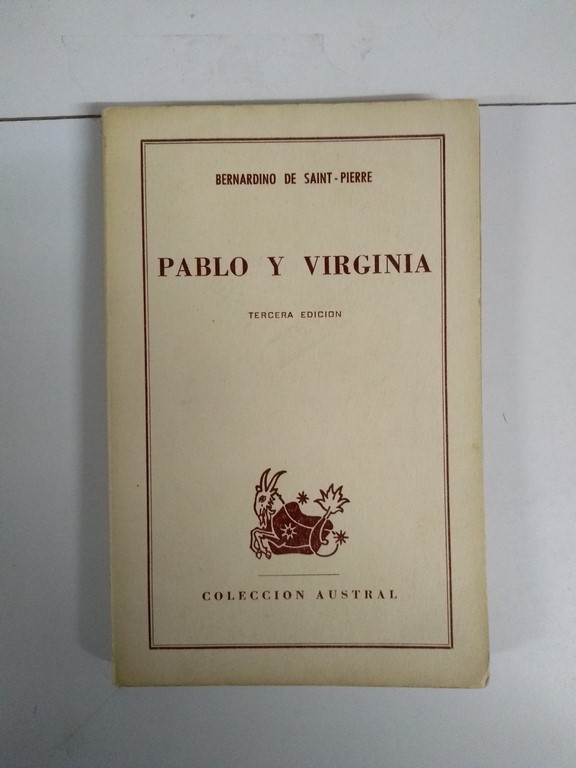 BERNARDINO DE SAINT-PIERRE
PABLO Y VIRGINIA
TERCERA EDICION
COLECCION AUSTRAL